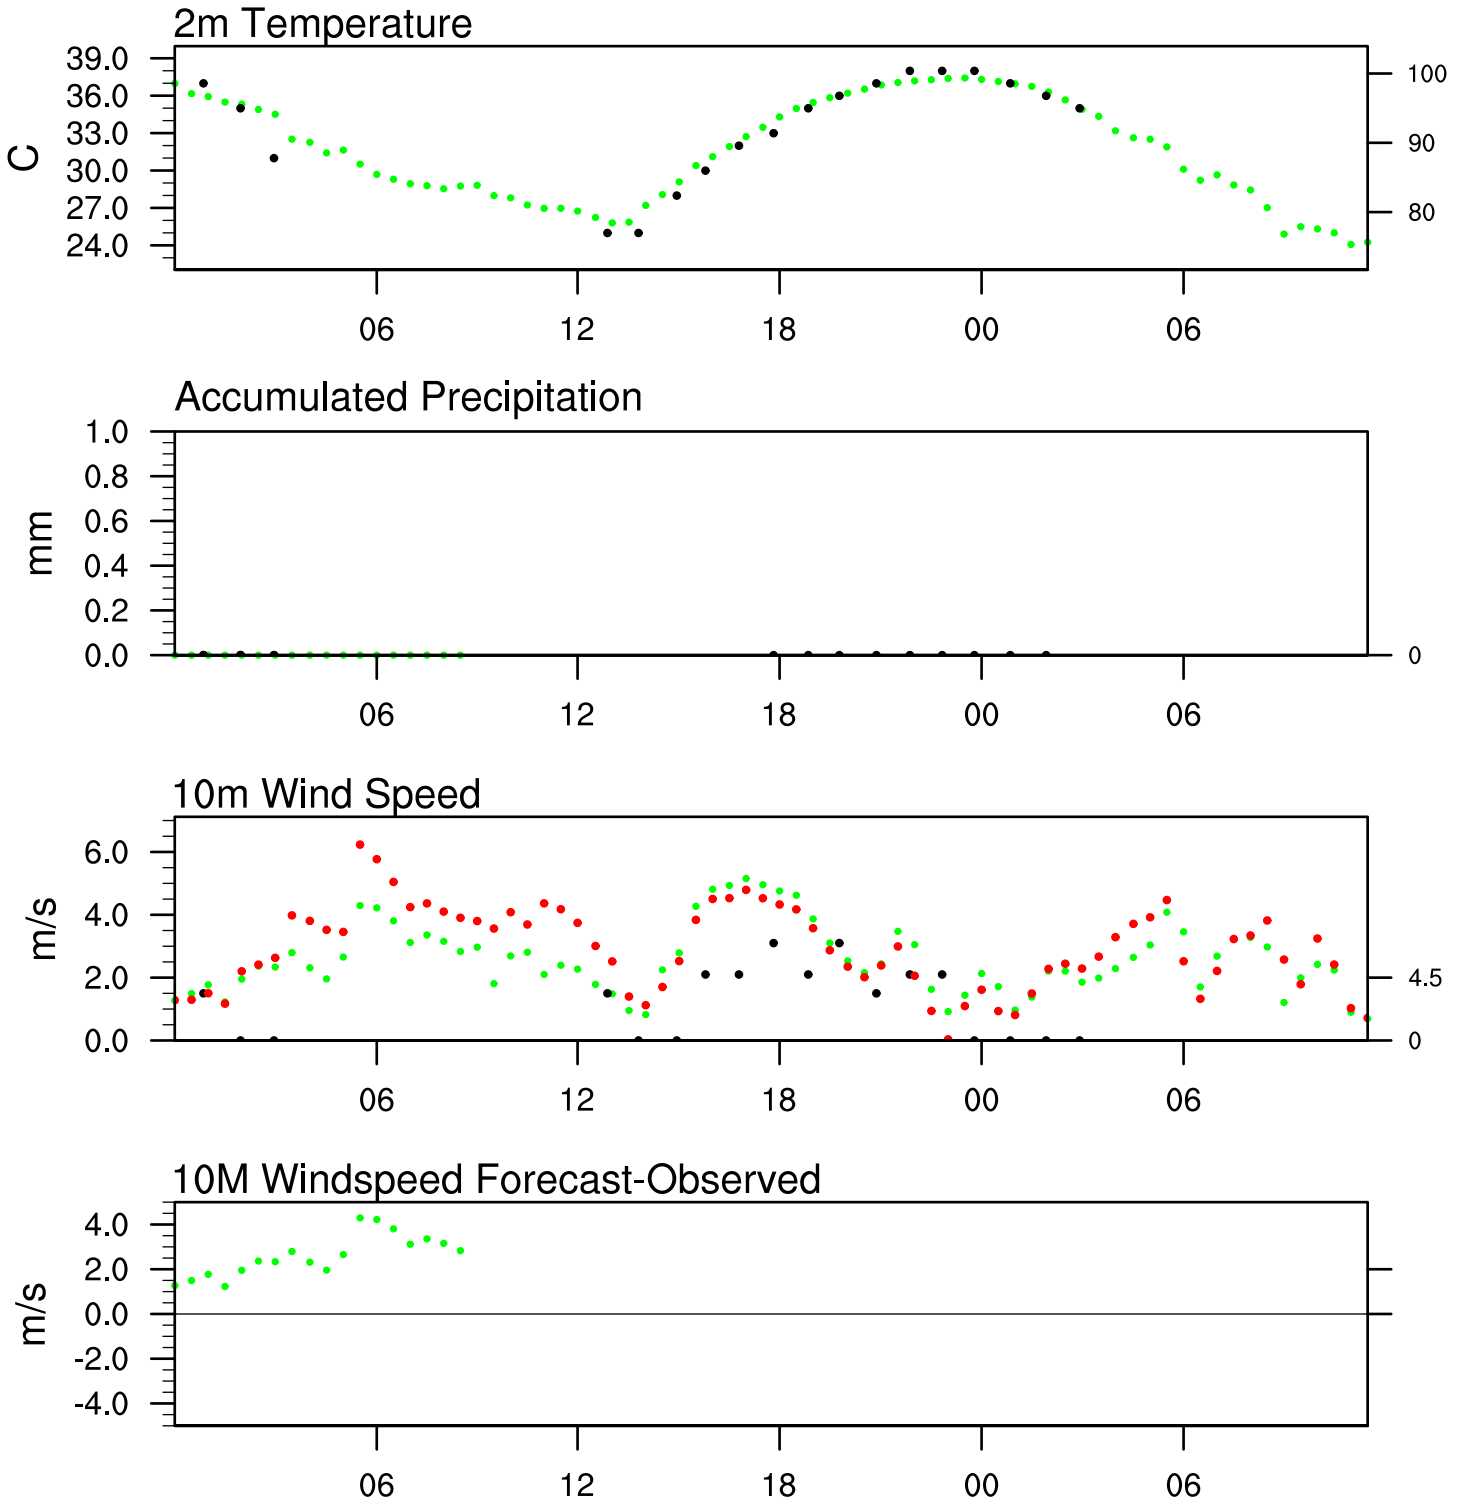 2m Temperature
39.0
36.0
33.0
30.0
27.0
24.0
C
100
90
80
06 12 18 00 06
Accumulated Precipitation
1.0
0.8
0.6
0.4
0.2
0.0
mm
0
06 12 18 00 06
10m Wind Speed
6.0
4.0
2.0
0.0
m/s
4.5
0
06 12 18 00 06
10M Windspeed Forecast-Observed
4.0
2.0
0.0
-2.0
-4.0
m/s
06 12 18 00 06